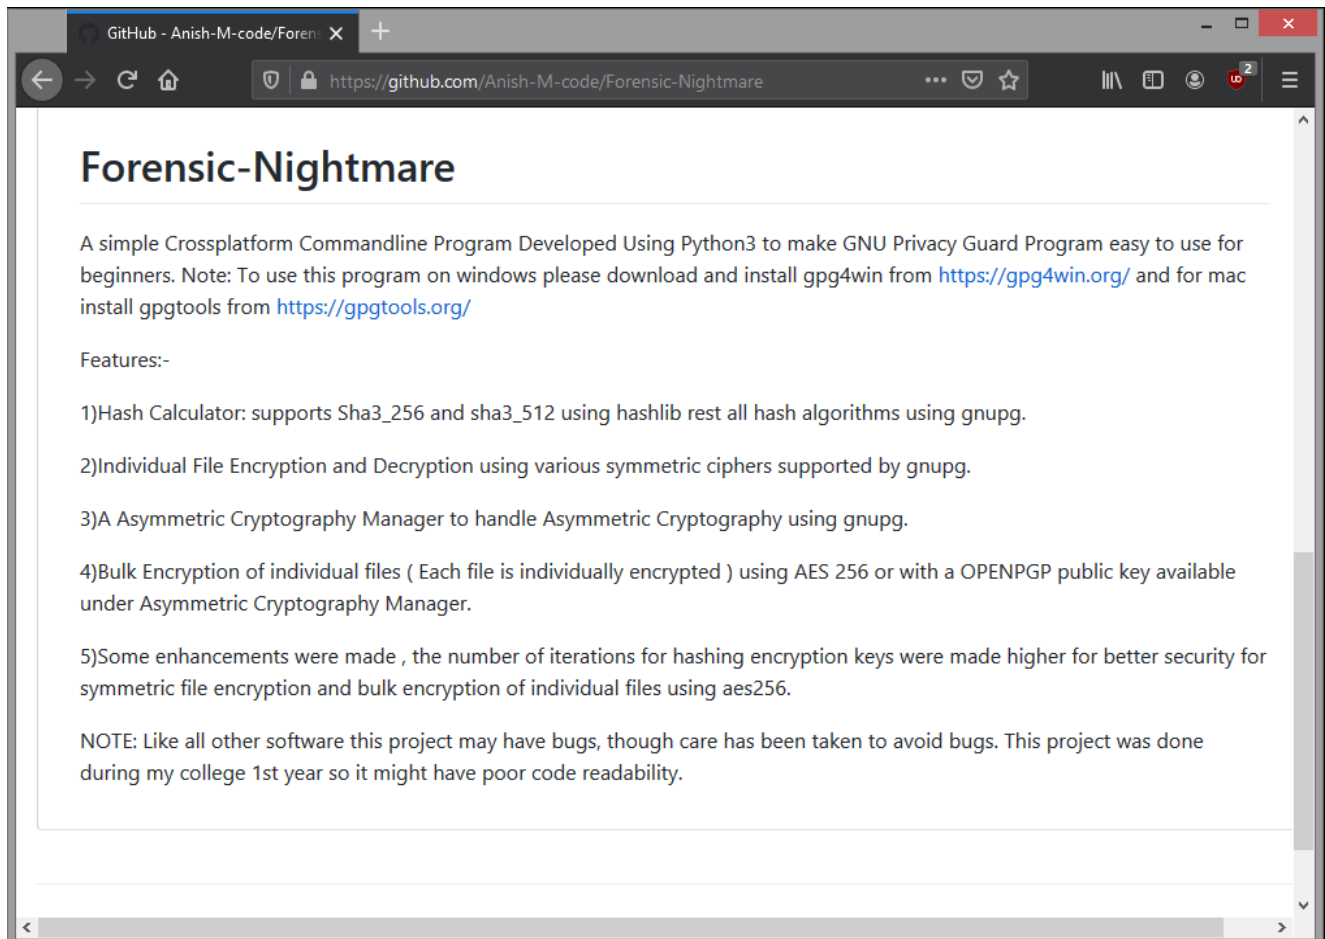 GitHub - Anish-M-code/Foren
https://github.com/Anish-M-code/Forensic-Nightmare
2
Forensic-Nightmare
A simple Crossplatform Commandline Program Developed Using Python3 to make GNU Privacy Guard Program easy to use for
beginners. Note: To use this program on windows please download and install gpg4win from https://gpg4win.org/ and for mac
install gpgtools from https://gpgtools.org/
Features:-
1)Hash Calculator: supports Sha3_256 and sha3_512 using hashlib rest all hash algorithms using gnupg.
2)Individual File Encryption and Decryption using various symmetric ciphers supported by gnupg.
3)A Asymmetric Cryptography Manager to handle Asymmetric Cryptography using gnupg.
4)Bulk Encryption of individual files ( Each file is individually encrypted ) using AES 256 or with a OPENPGP public key available
under Asymmetric Cryptography Manager.
5)Some enhancements were made , the number of iterations for hashing encryption keys were made higher for better security for
symmetric file encryption and bulk encryption of individual files using aes256.
NOTE: Like all other software this project may have bugs, though care has been taken to avoid bugs. This project was done
during my college 1st year so it might have poor code readability.